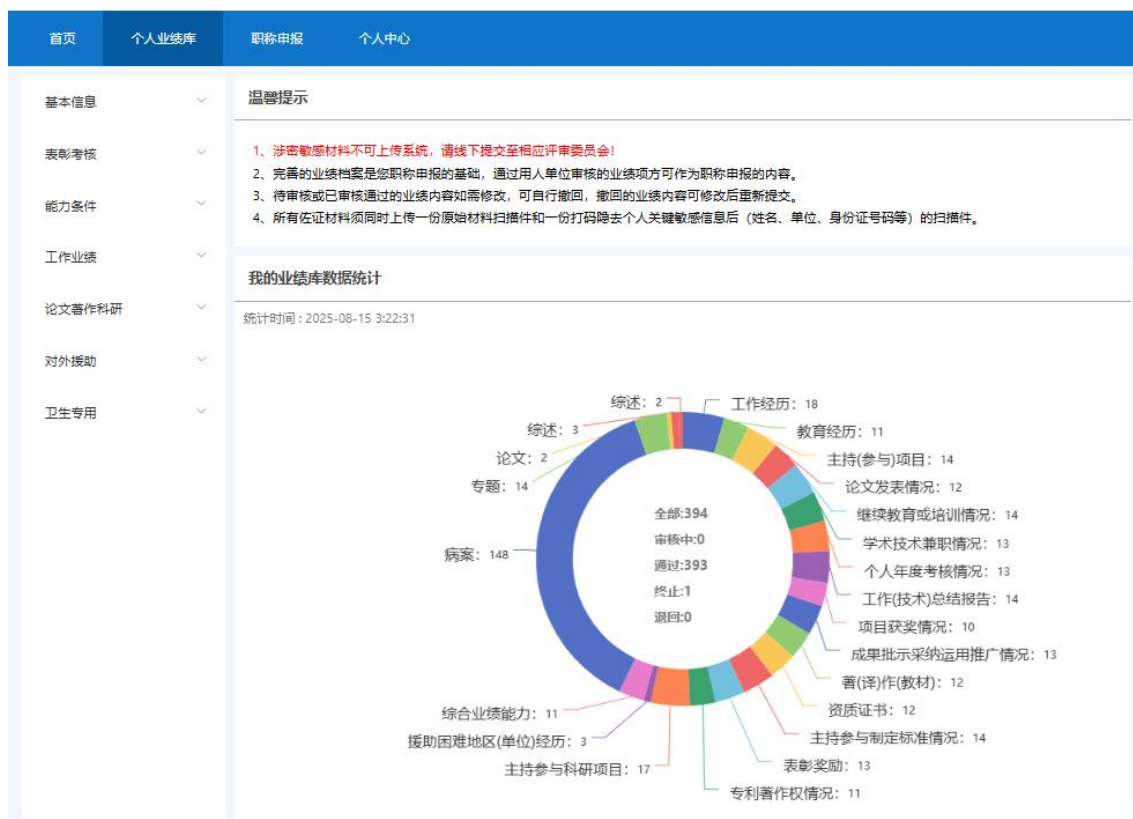 首页 个人业绩库 职称申报 个人中心
基本信息
表彰考核
能力条件
工作业绩
论文著作科研
对外援助
卫生专用
温馨提示
1、涉密敏感材料不可上传系统，请线下提交至相应评审委员会！
2、完善的业绩档案是您职称申报的基础，通过用人单位审核的业绩项方可作为职称申报的内容。
3、待审核或已审核通过的业绩内容如需修改，可自行撤回，撤回的业绩内容可修改后重新提交。
4、所有佐证材料须同时上传一份原始材料扫描件和一份打码隐去个人关键敏感信息后（姓名、单位、身份证号码等）的扫描件。
我的业绩库数据统计
统计时间：2025-08-15 3:22:31
综述：2
工作经历：18
综述：3
教育经历：11
论文：2
主持(参与)项目：14
专题：14
论文发表情况：12
继续教育或培训情况：14
学术技术兼职情况：13
病案：148
个人年度考核情况：13
工作(技术)总结报告：14
项目获奖情况：10
成果批示采纳运用推广情况：13
著(译)作(教材)：12
资质证书：12
主持参与制定标准情况：14
表彰奖励：13
专利著作权情况：11
综合业绩能力：11
援助困难地区(单位)经历：3
主持参与科研项目：17
全部:394
审核中:0
通过:393
终止:1
退回:0